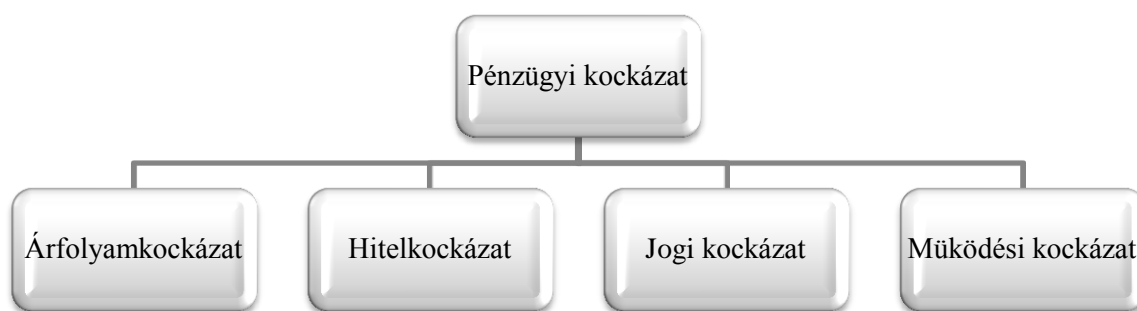 Pénzügyi kockázat
Árfolyamkockázat
Hitelkockázat
Jogi kockázat
Müködési kockázat